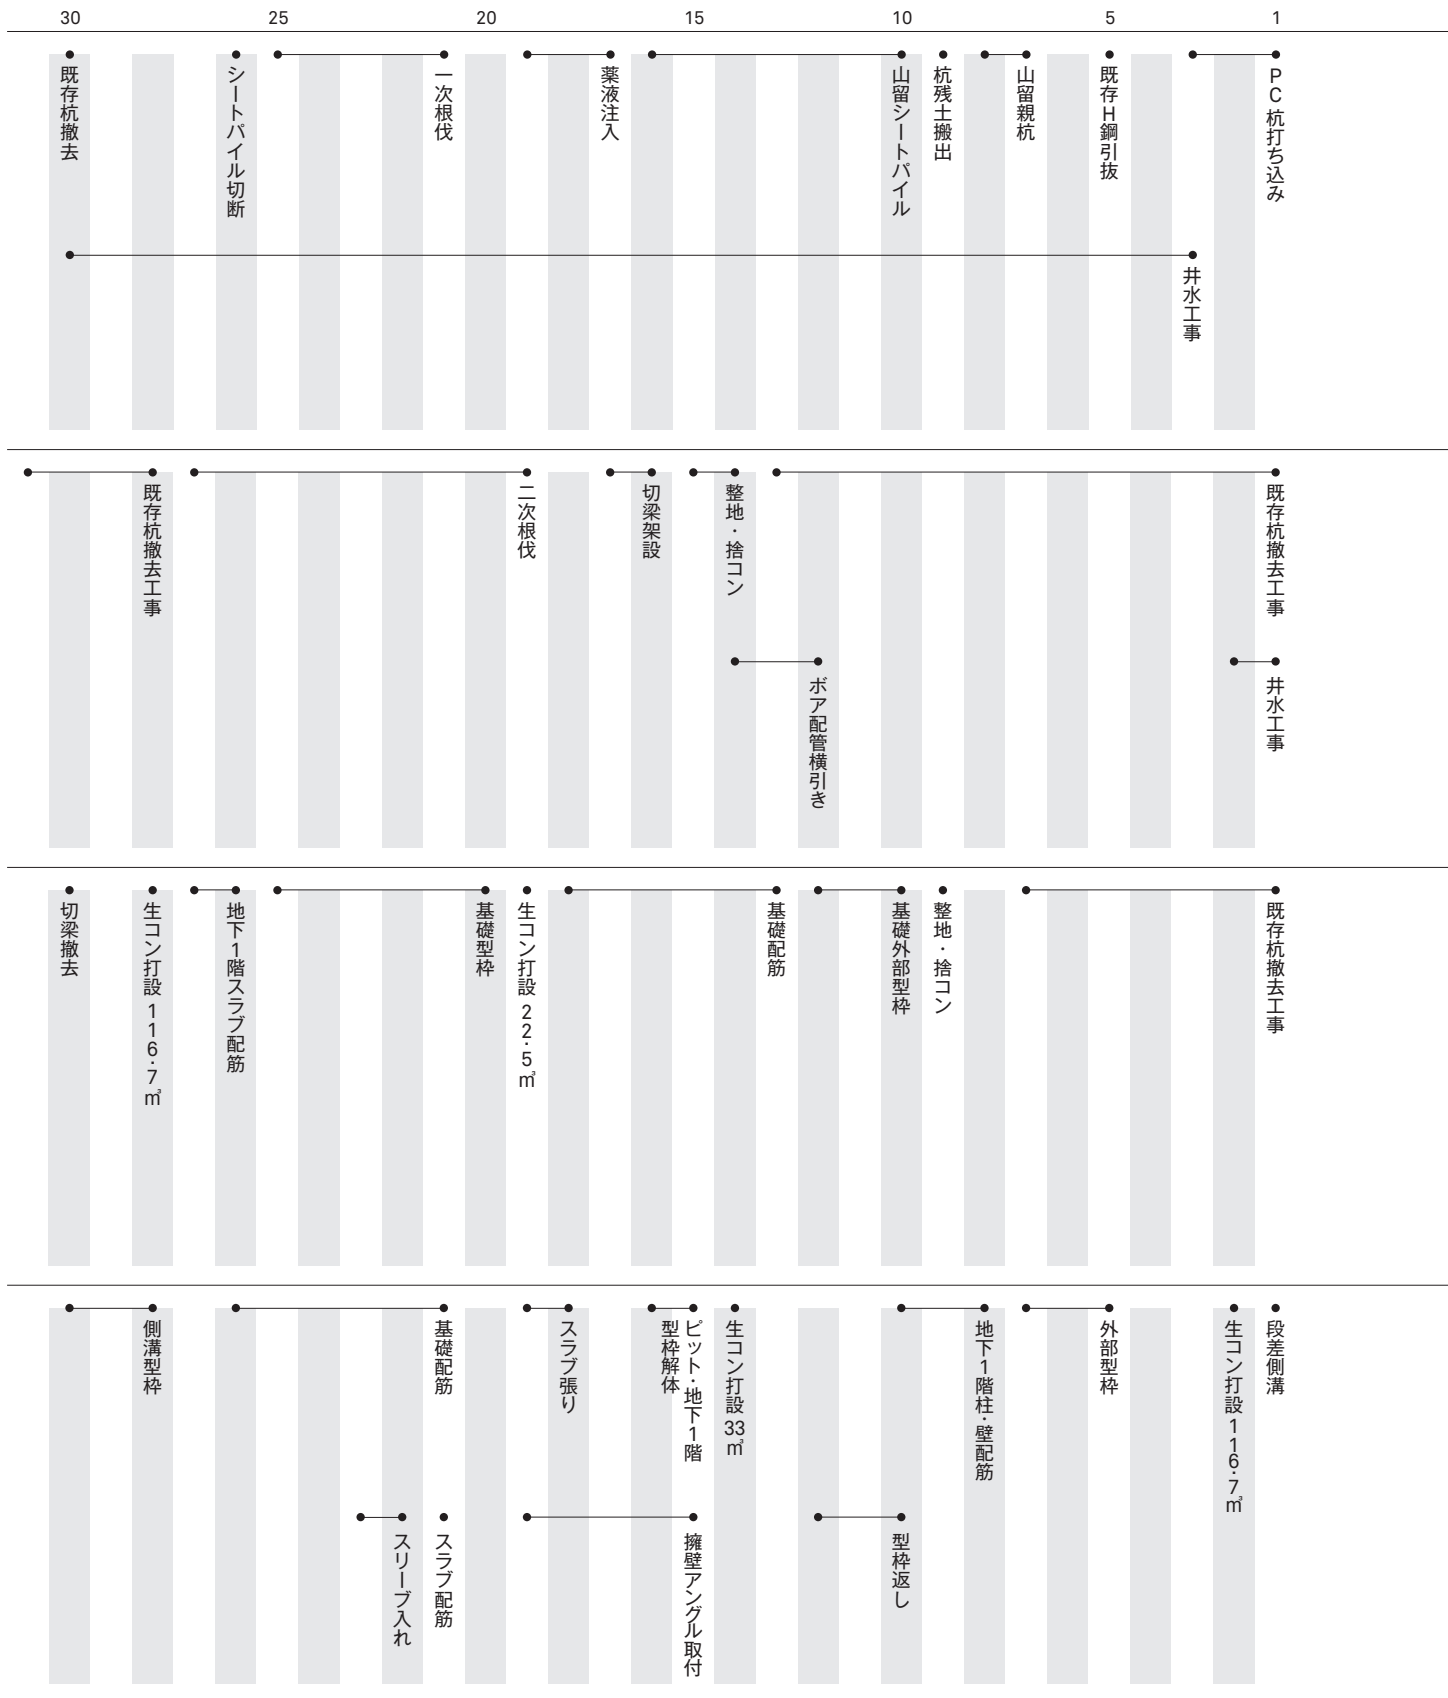 1
5
10
15
20
25
30
PC杭打ち込み
既存H鋼引抜
山留親杭
杭残土搬出
山留シートパイル
薬液注入
一次根伐
シートパイル切断
既存杭撤去
井水工事
既存杭撤去工事
整地・捨コン
切梁架設
二次根伐
既存杭撤去工事
井水工事
ボア配管横引き
既存杭撤去工事
整地・捨コン
基礎外部型枠
基礎配筋
生コン打設 22・5㎥
基礎型枠
地下1階スラブ配筋
生コン打設 116・7㎥
切梁撤去
段差側溝
生コン打設 116・7㎥
外部型枠
地下1階柱・壁配筋
生コン打設 33㎥
ピット・地下1階
型枠解体
スラブ張り
基礎配筋
側溝型枠
型枠返し
擁壁アングル取付
スラブ配筋
スリーブ入れ